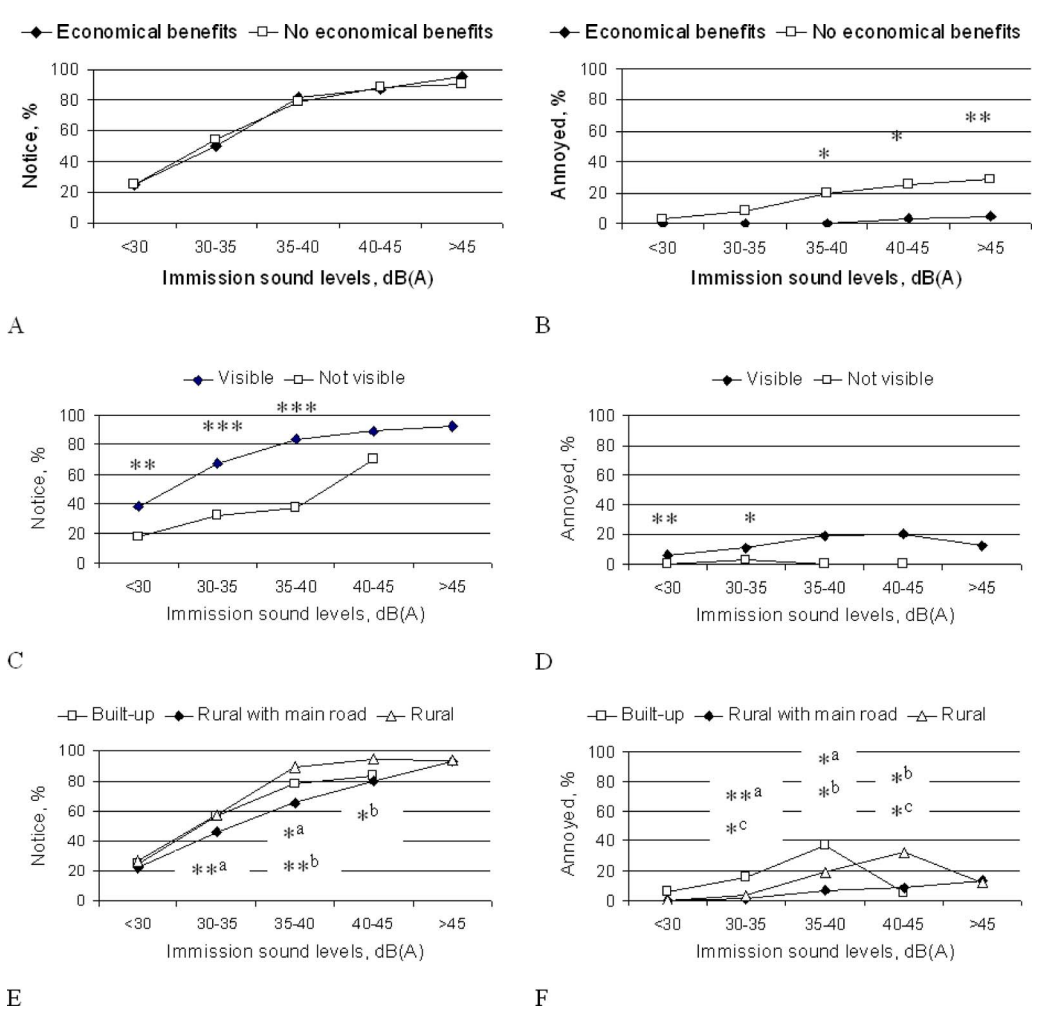 Economical benefits No economical benefits
Notice, %
100
80
60
40
20
0
<30 30-35 35-40 40-45 >45
Immission sound levels, dB(A)
A
Economical benefits No economical benefits
Annoyed, %
100
80
60
40
20
0
* * **
<30 30-35 35-40 40-45 >45
Immission sound levels, dB(A)
B
Visible Not visible
Notice, %
100
80
60
40
20
0
** *** ***
<30 30-35 35-40 40-45 >45
Immission sound levels, dB(A)
C
Visible Not visible
Annoyed, %
100
80
60
40
20
0
** *
<30 30-35 35-40 40-45 >45
Immission sound levels, dB(A)
D
Built-up Rural with main road Rural
Notice, %
100
80
60
40
20
0
*b
*a
**a **b
<30 30-35 35-40 40-45 >45
Immission sound levels, dB(A)
E
Built-up Rural with main road Rural
Annoyed, %
100
80
60
40
20
0
*a
*b
**a *b
*c *c
<30 30-35 35-40 40-45 >45
Immission sound levels, dB(A)
F